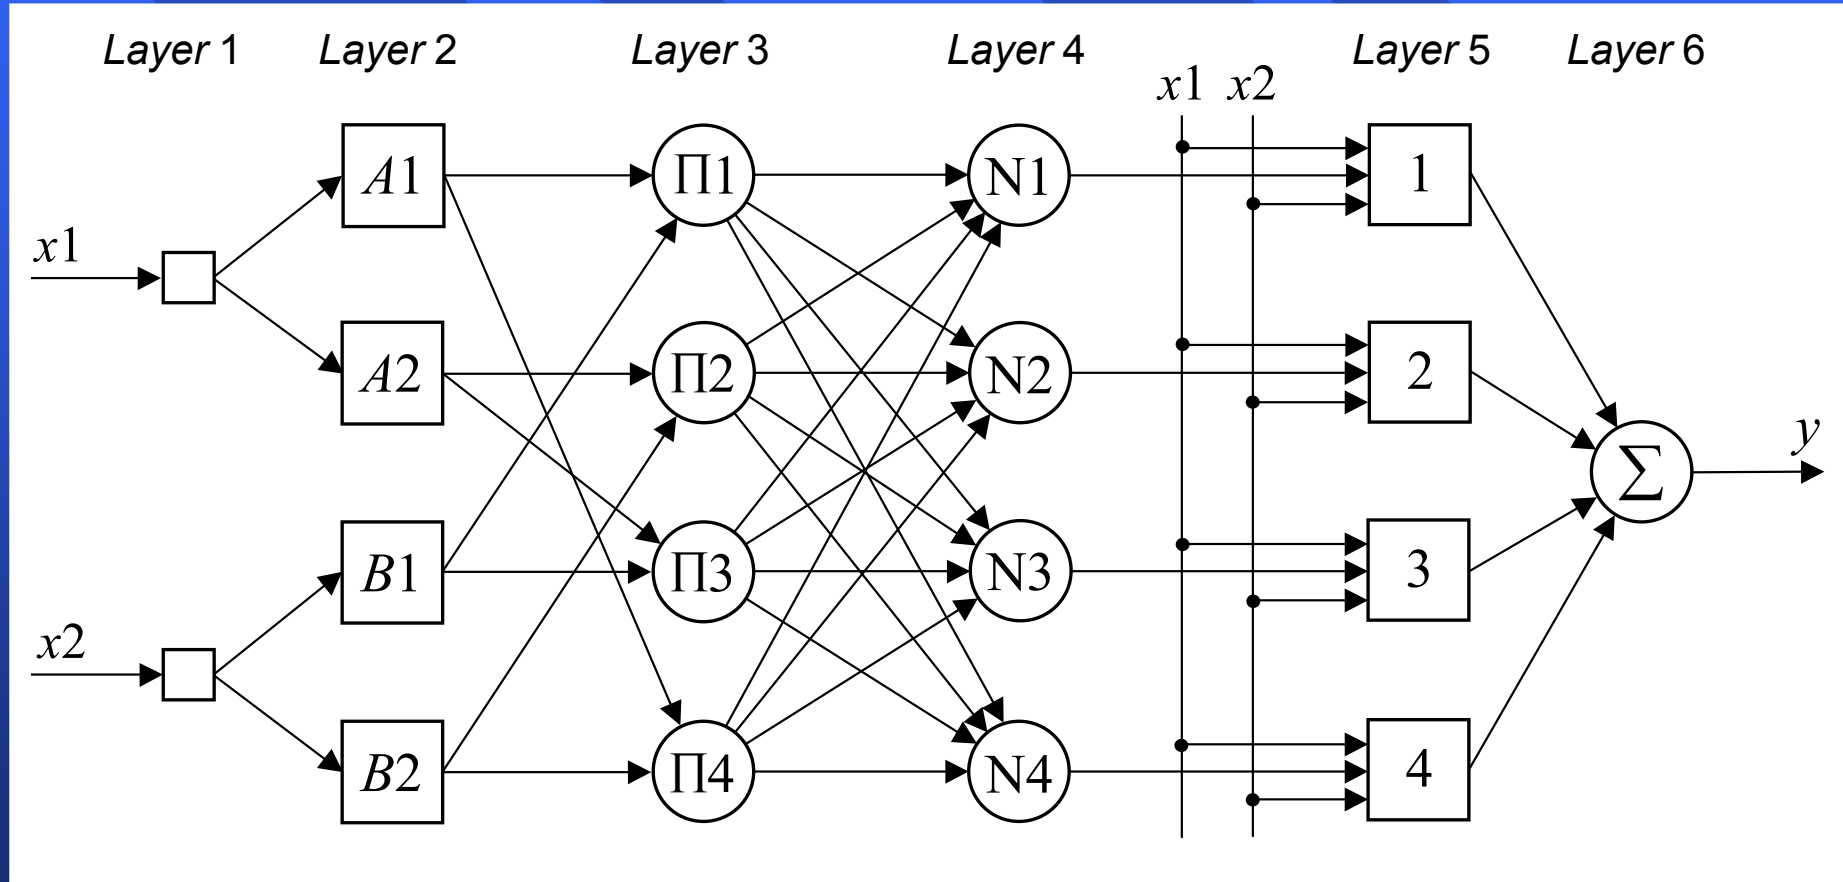 Layer 1 Layer 2 Layer 3 Layer 4 Layer 5 Layer 6
x1 x2
A1 Π1 N1 1
x1
A2 Π2 N2 2
y
Σ
B1 Π3 N3 3
x2
B2 Π4 N4 4